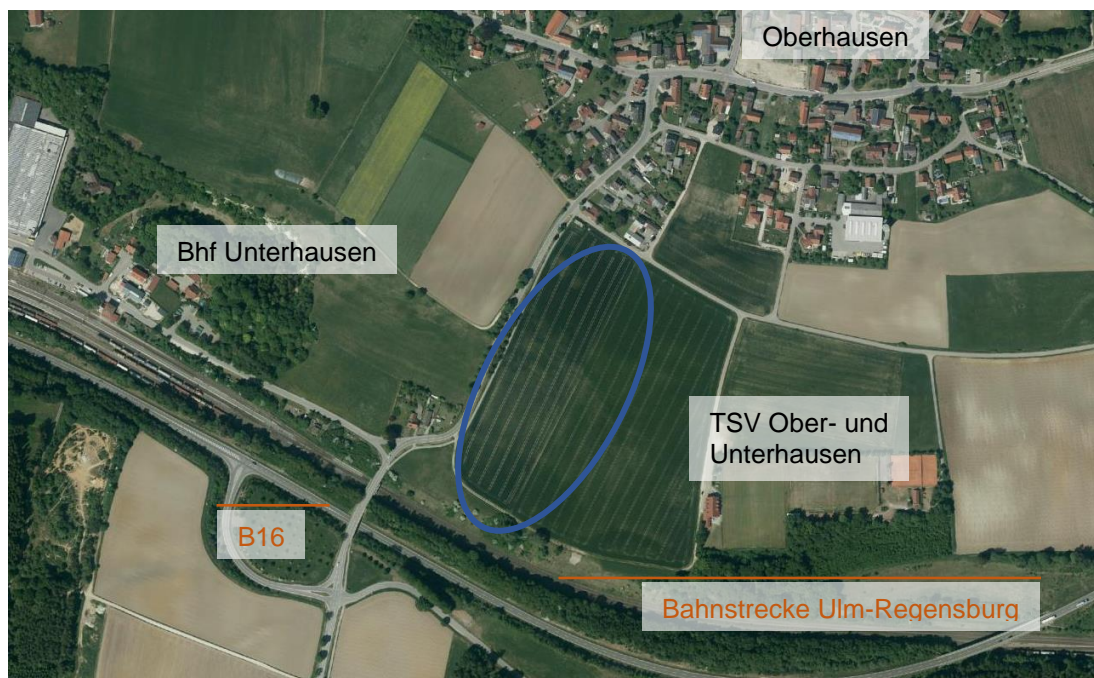 Oberhausen
Bhf Unterhausen
TSV Ober- und
Unterhausen
B16
Bahnstrecke Ulm-Regensburg